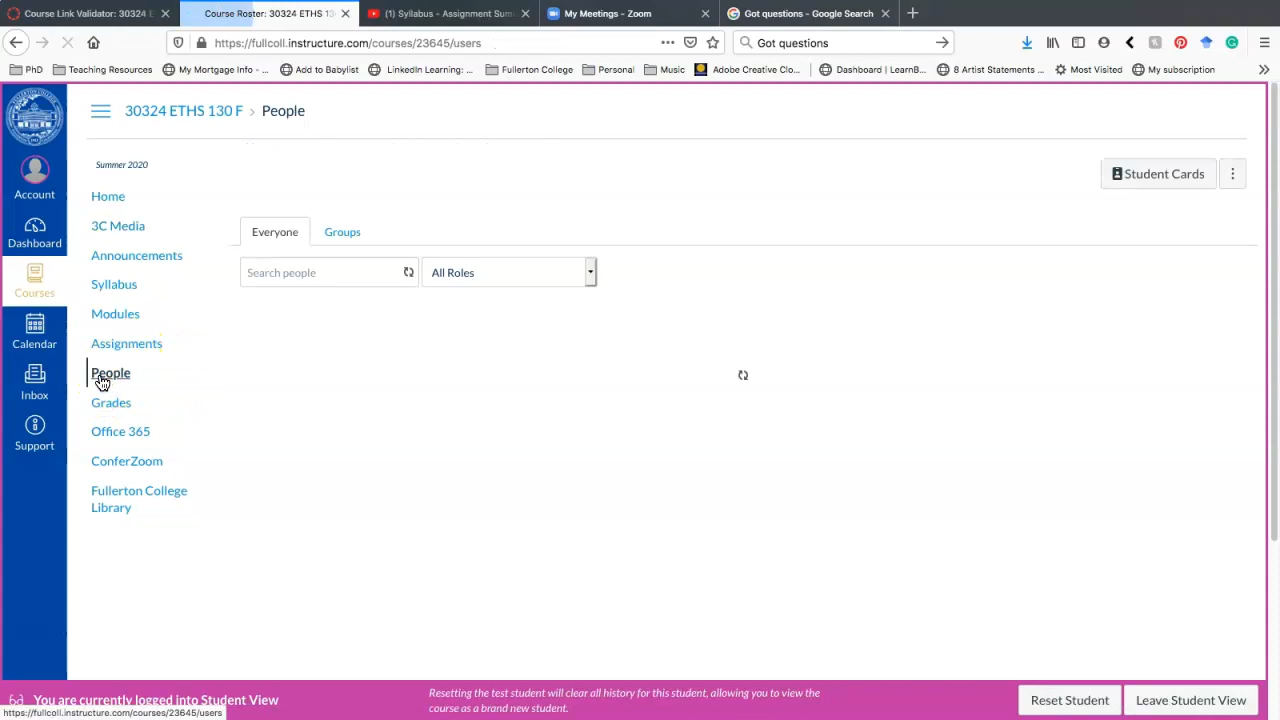 Course Link Validator: 30324 E
Course Roster: 30324 ETHS 13
(1) Syllabus - Assignment Sum
My Meetings - Zoom
Got questions - Google Search
https://fullcoll.instructure.com/courses/23645/users
Got questions
PhD
Teaching Resources
My Mortgage Info - ...
Add to Babylist
LinkedIn Learning: ...
Fullerton College
Personal
Music
Adobe Creative Clo...
Dashboard | LearnB...
8 Artist Statements ...
Most Visited
My subscription
30324 ETHS 130 F > People
Summer 2020
Student Cards
Account
Dashboard
Courses
Calendar
Inbox
Support
Home
3C Media
Announcements
Syllabus
Modules
Assignments
People
Grades
Office 365
ConferZoom
Fullerton College
Library
Everyone
Groups
Search people
All Roles
You are currently logged into Student View
Resetting the test student will clear all history for this student, allowing you to view the
course as a brand new student.
Reset Student
Leave Student View
https://fullcoll.instructure.com/courses/23645/users